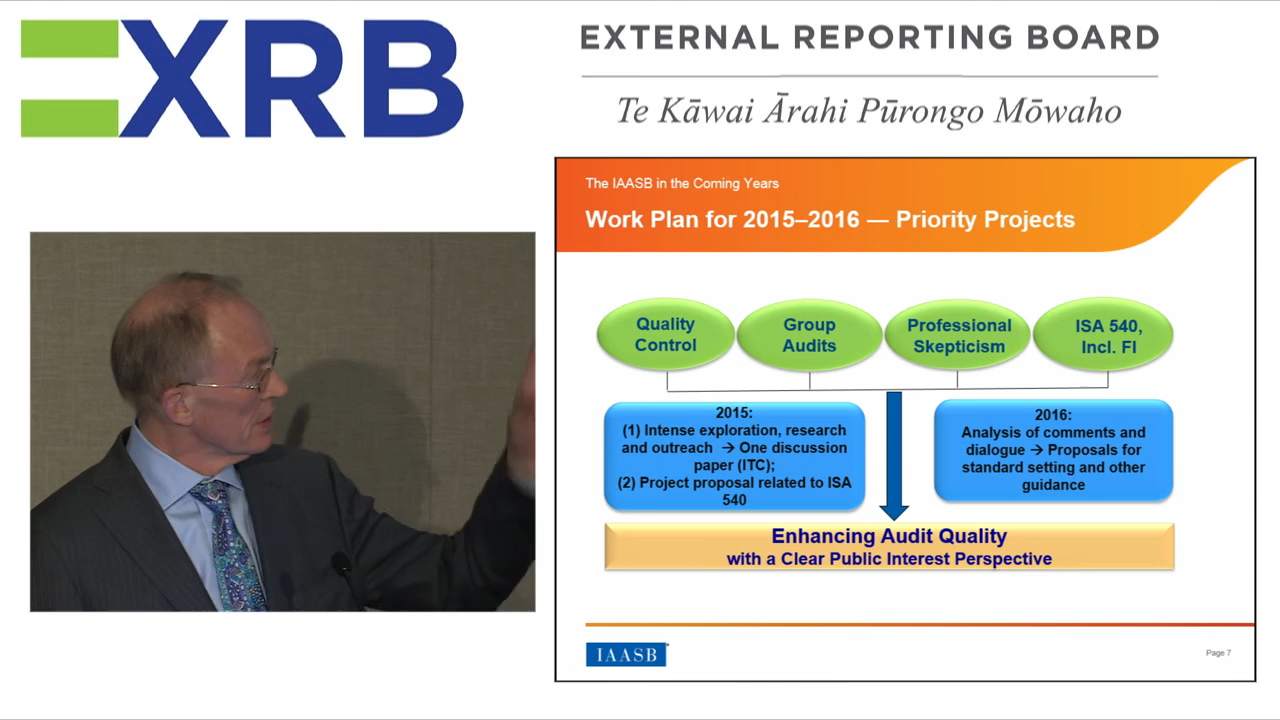 EXRB
EXTERNAL REPORTING BOARD
Te Kāwai Ārahi Pūrongo Mōwaho
The IAASB in the Coming Years
Work Plan for 2015–2016 — Priority Projects
Quality
Control
Group
Audits
Professional
Skepticism
ISA 540,
Incl. FI
2015:
(1) Intense exploration, research
and outreach → One discussion
paper (ITC);
(2) Project proposal related to ISA
540
2016:
Analysis of comments and
dialogue → Proposals for
standard setting and other
guidance
Enhancing Audit Quality
with a Clear Public Interest Perspective
IAASB
Page 7